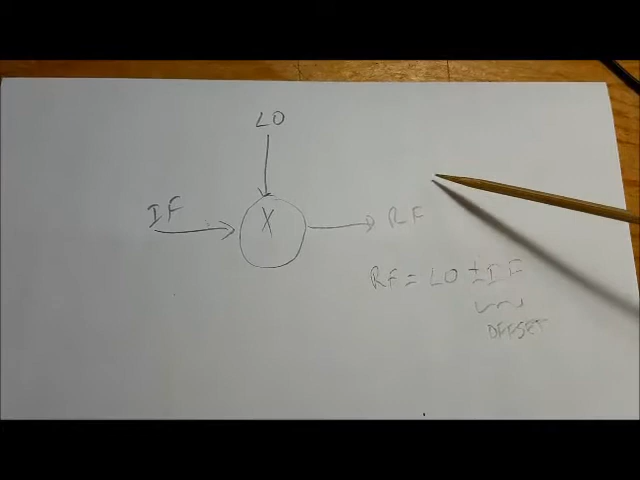 LO
IF
X
RF
RF = LO ± IF
OFFSET